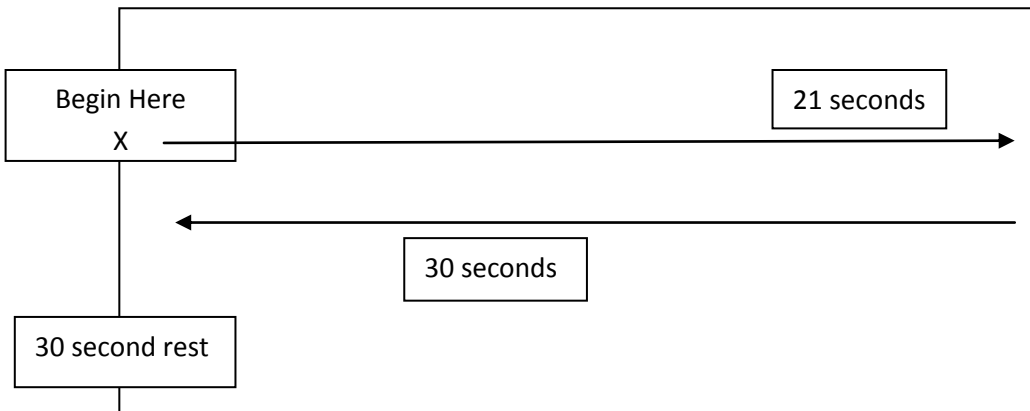 Begin Here
X
21 seconds
30 seconds
30 second rest